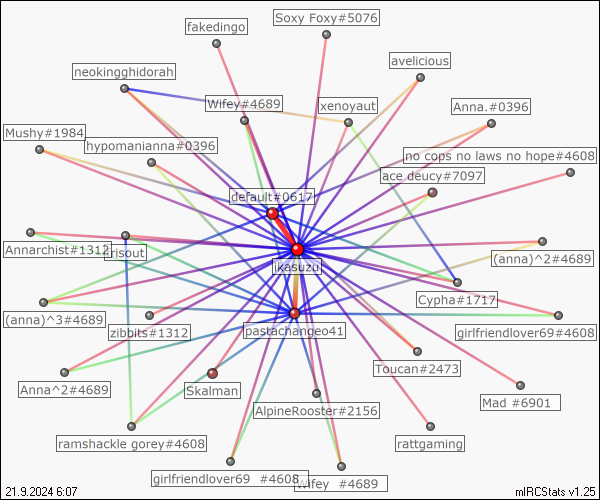 Soxy Foxy#5076
fakedingo
avelicious
neokingghidorah
Wifey#4689
xenoyaut
Anna.#0396
Mushy#1984
hypomanianna#0396
no cops no laws no hope#4608
ace deucy#7097
default#0617
Annarchist#1312
(anna)^2#4689
jkasuzu
Cypha#1717
(anna)^3#4689
zibbits#1312
pastachangeo41
girlfriendlover69#4608
Toucan#2473
Anna^2#4689
Skalman
Mad #6901
AlpineRooster#2156
ramshackle gorey#4608
rattgaming
girlfriendlover69 #4608
Wifey #4689
21.9.2024 6:07
mIRCStats v1.25